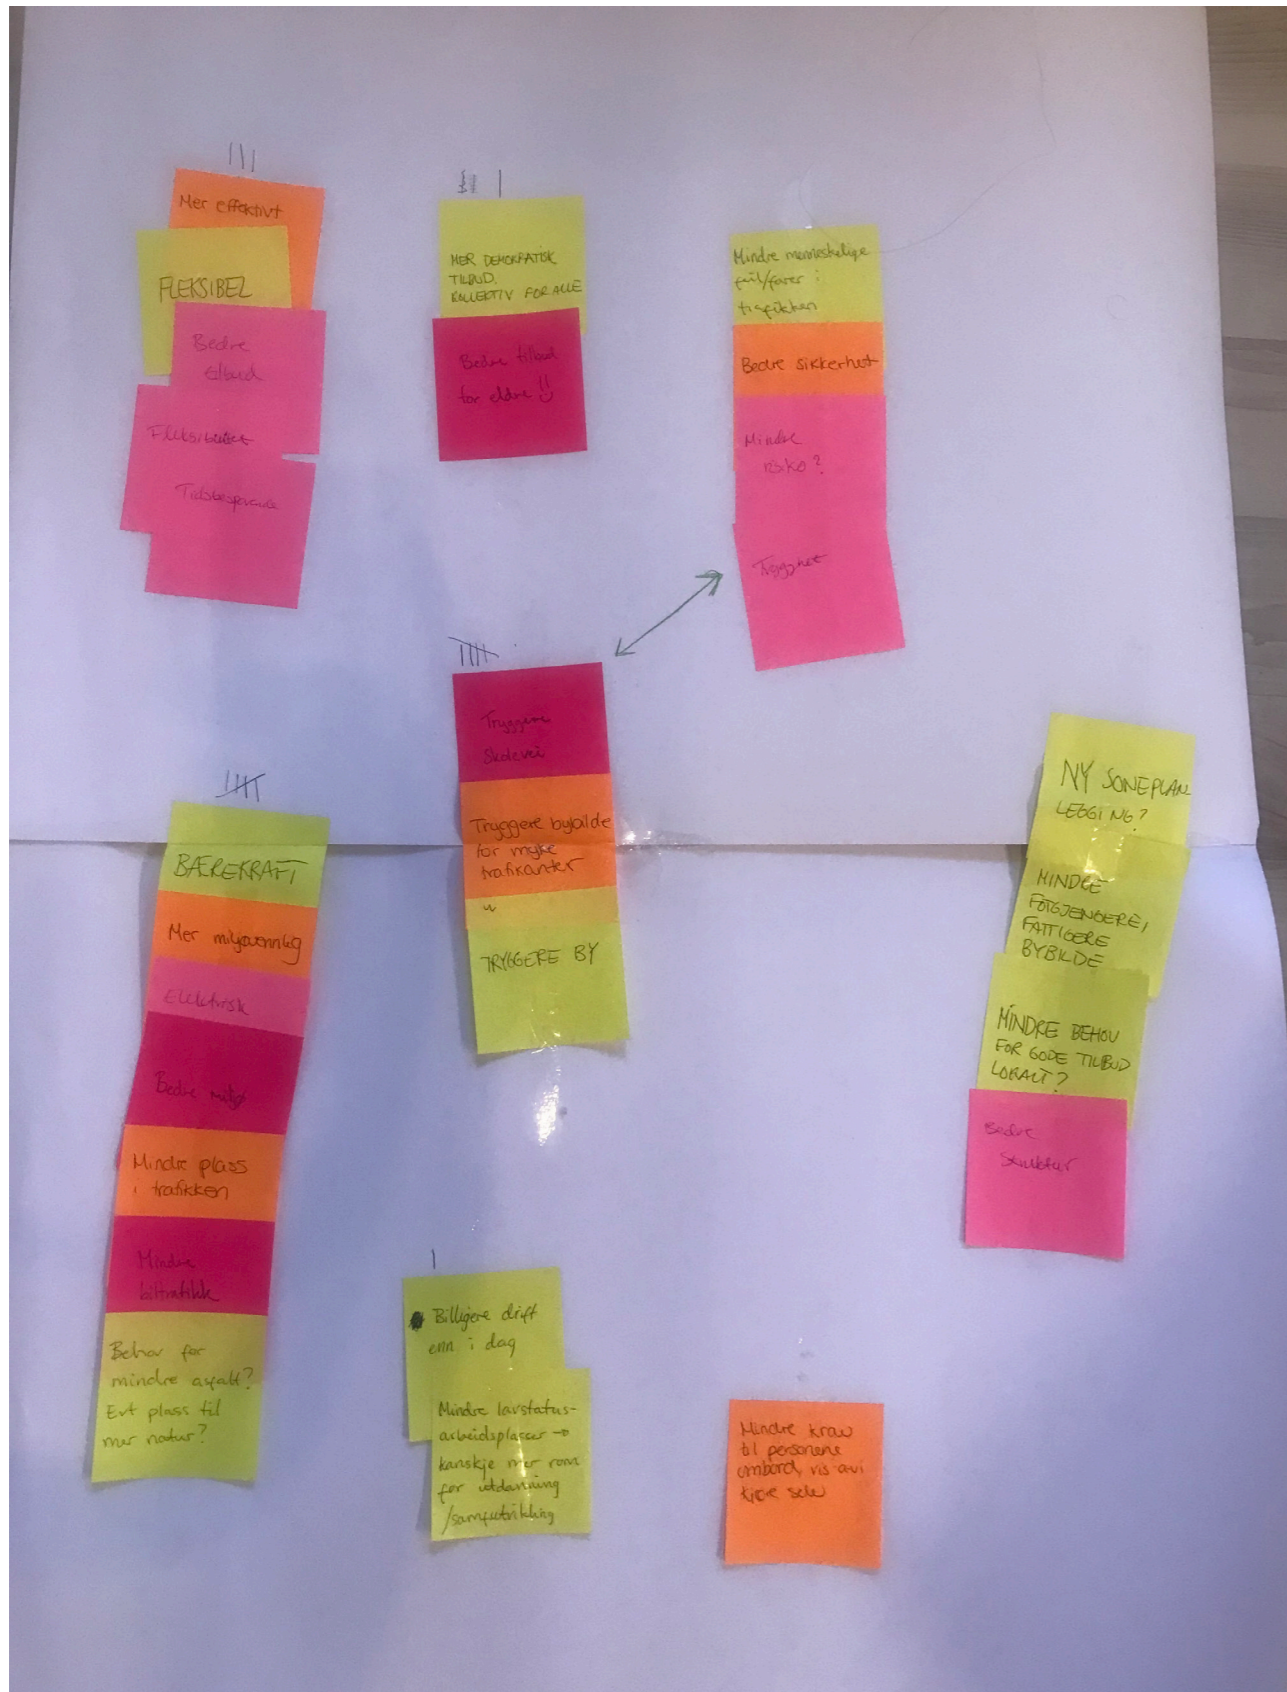 Mer effektivt
FLEKSIBEL
Bedre
tilbud
Fleksibilitet
Tidsbesparende
MER DEMOKRATISK
TILBUD.
KOLLEKTIV FOR ALLE
Bedre tilbud
for eldre !!
Mindre menneskelige
feil/farer i
trafikken
Bedre sikkerhet
Mindre
risiko?
Trygghet
Tryggere
Skolevei
Tryggere bybilde
for myke
trafikanter
TRYGGERE BY
BÆREKRAFT
Mer miljøvennlig
Elektrisk
Bedre miljø
Mindre plass
i trafikken
Mindre
biltrafikk
Behov for
mindre asfalt?
Evt plass til
mer natur?
NY SONEPLAN
LEGGING?
MINDRE
FOTGJENGERE,
FATTIGERE
BYBILDE
MINDRE BEHOV
FOR GODE TILBUD
LOKALT?
Bedre
Struktur
Billigere drift
enn i dag
Mindre lavstatus-
arbeidsplasser →
kanskje mer rom
for utdanning
/samfutvikling
Mindre krav
til personene
ombord, vis a vi
kjøre selv